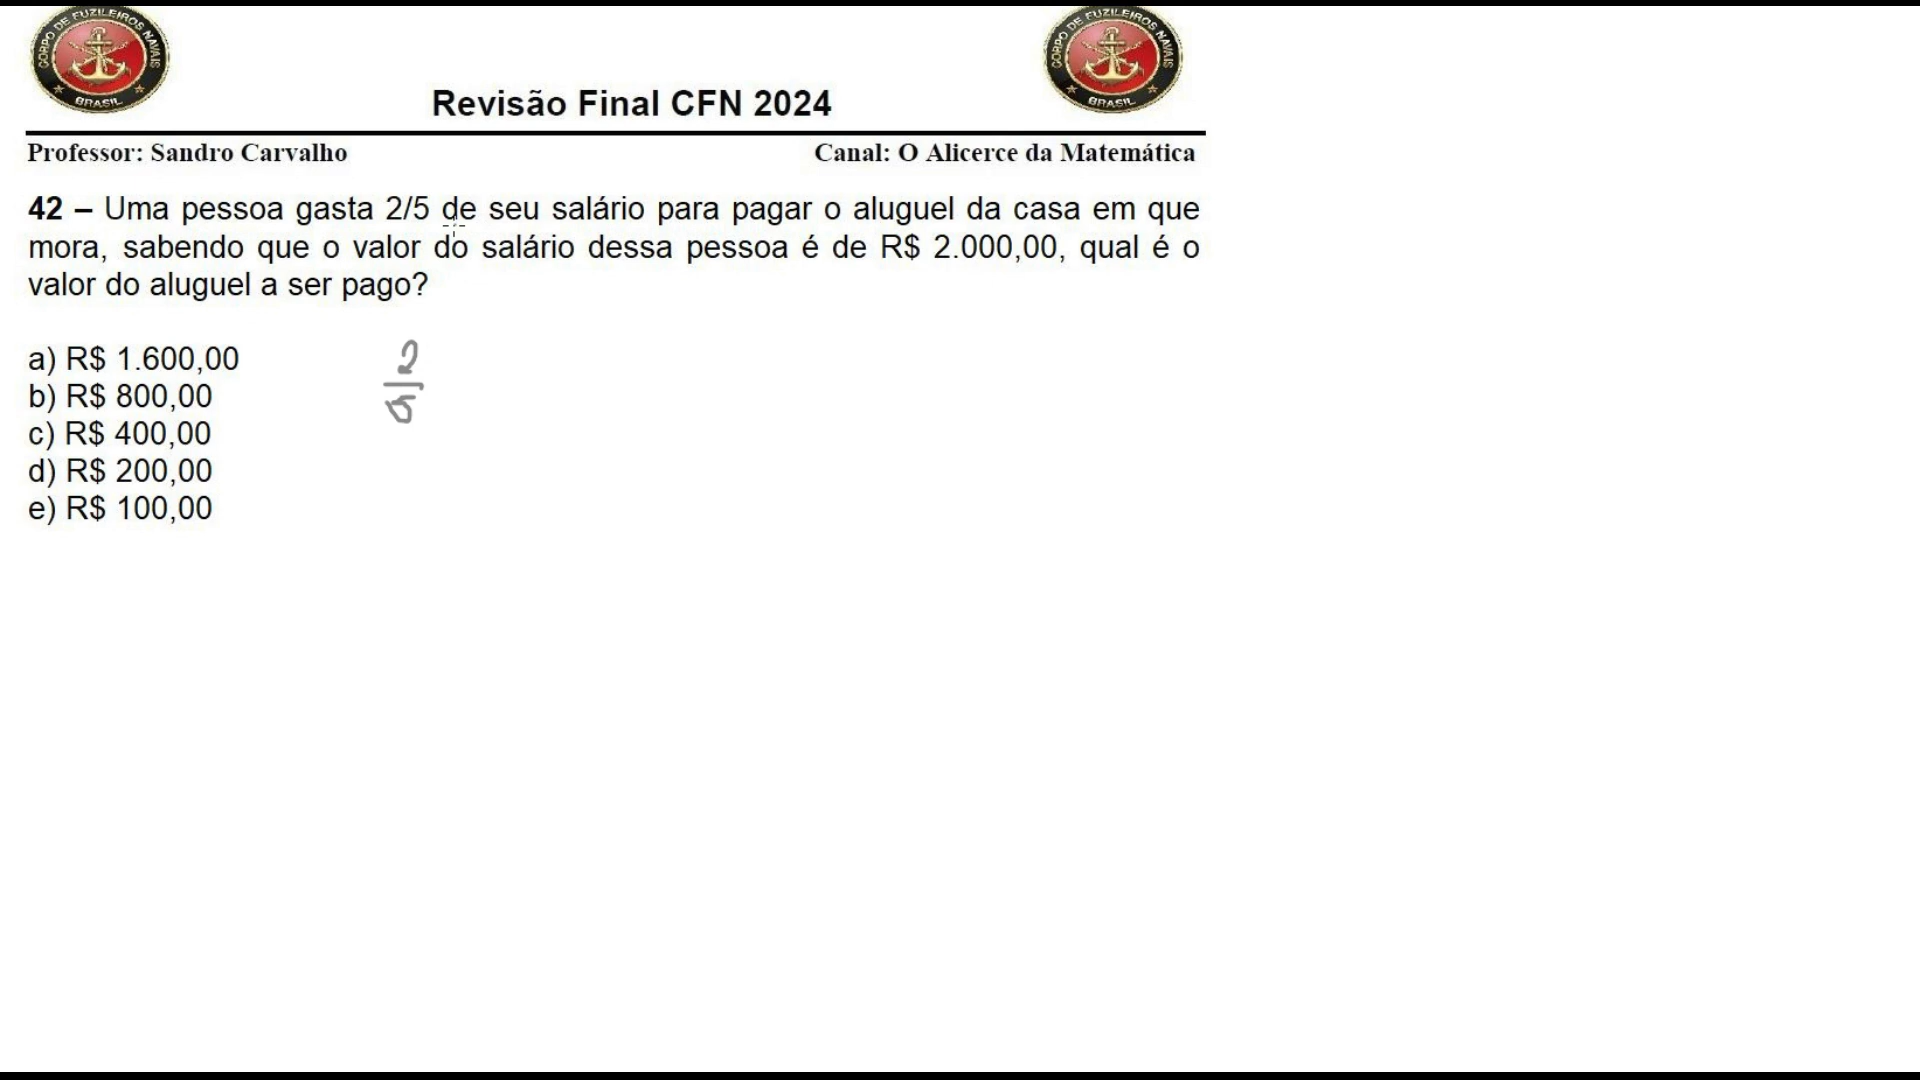 CORPO DE FUZILEIROS NAVAIS
BRASIL
CORPO DE FUZILEIROS NAVAIS
BRASIL
Revisão Final CFN 2024
Professor: Sandro Carvalho
Canal: O Alicerce da Matemática
42 – Uma pessoa gasta 2/5 de seu salário para pagar o aluguel da casa em que
mora, sabendo que o valor do salário dessa pessoa é de R$ 2.000,00, qual é o
valor do aluguel a ser pago?
a) R$ 1.600,00
b) R$ 800,00
c) R$ 400,00
d) R$ 200,00
e) R$ 100,00
2
5